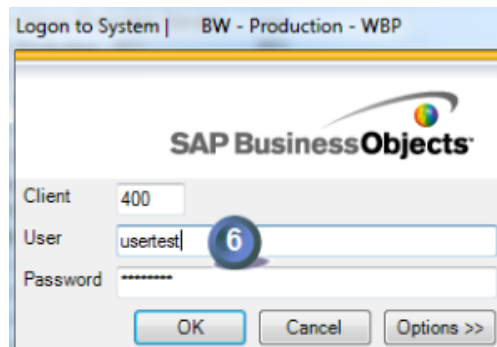 Logon to System | BW - Production - WBP
SAP BusinessObjects
Client 400
User usertest 6
Password ********
OK Cancel Options >>